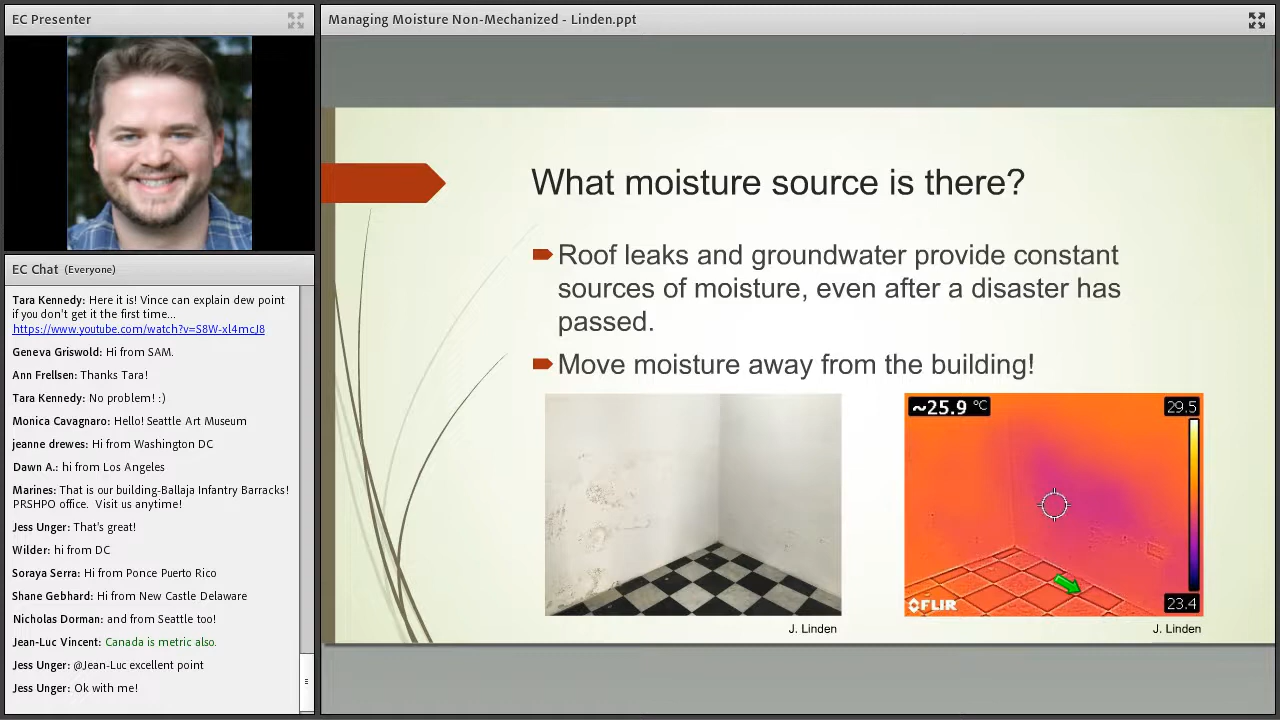 EC Presenter
EC Chat (Everyone)
Tara Kennedy: Here it is! Vince can explain dew point
if you don't get it the first time...
https://www.youtube.com/watch?v=S8W-xl4mcJ8
Geneva Griswold: Hi from SAM.
Ann Frellsen: Thanks Tara!
Tara Kennedy: No problem! :)
Monica Cavagnaro: Hello! Seattle Art Museum
jeanne drewes: Hi from Washington DC
Dawn A.: hi from Los Angeles
Marines: That is our building-Ballaja Infantry Barracks!
PRSHPO office. Visit us anytime!
Jess Unger: That's great!
Wilder: hi from DC
Soraya Serra: Hi from Ponce Puerto Rico
Shane Gebhard: Hi from New Castle Delaware
Nicholas Dorman: and from Seattle too!
Jean-Luc Vincent: Canada is metric also.
Jess Unger: @Jean-Luc excellent point
Jess Unger: Ok with me!
Managing Moisture Non-Mechanized - Linden.ppt
What moisture source is there?
Roof leaks and groundwater provide constant
sources of moisture, even after a disaster has
passed.
Move moisture away from the building!
~25.9 °C
29.5
23.4
FLIR
J. Linden
J. Linden